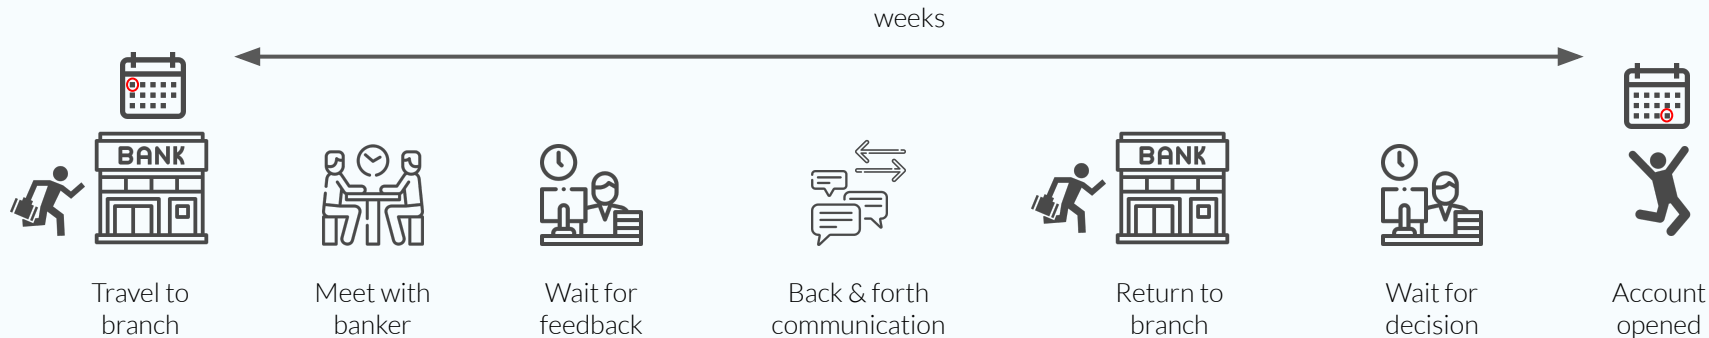 weeks
BANK
BANK
Travel to
branch
Meet with
banker
Wait for
feedback
Back & forth
communication
Return to
branch
Wait for
decision
Account
opened